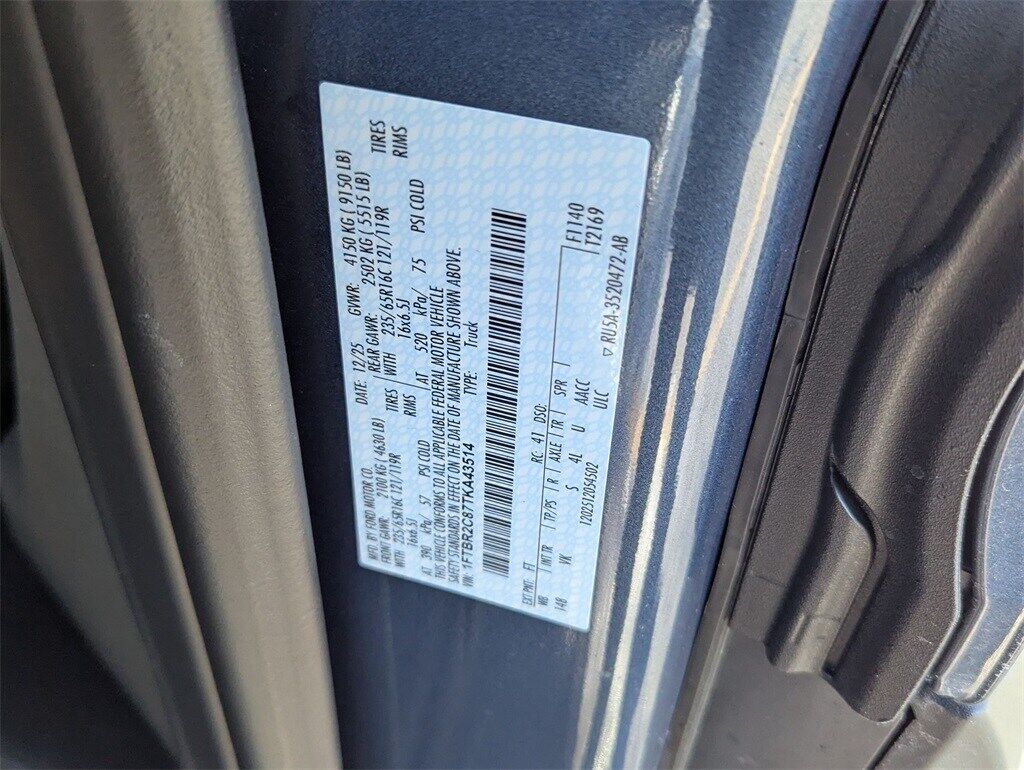 MFD. BY FORD MOTOR CO. DATE: 12/25 GVWR: 4150 KG ( 9150 LB)
FRONT GAWR: 2100 KG ( 4630 LB) REAR GAWR: 2502 KG ( 5515 LB)
WITH 235/65R16C 121/119R TIRES WITH 235/65R16C 121/119R TIRES
16x6.5J RIMS 16x6.5J RIMS
AT 390 kPa/ 57 PSI COLD AT 520 kPa/ 75 PSI COLD
THIS VEHICLE CONFORMS TO ALL APPLICABLE FEDERAL MOTOR VEHICLE
SAFETY STANDARDS IN EFFECT ON THE DATE OF MANUFACTURE SHOWN ABOVE.
VIN: 1FTBR2C87TKA43514 TYPE: Truck
EXT PNT: F1 RC: 41 DSO: F1140
WB INT TR TP/PS R AXLE TR SPR 12169
148 VK S 4L U AACC
ULC
1202512054502 RU5A-3520472-AB